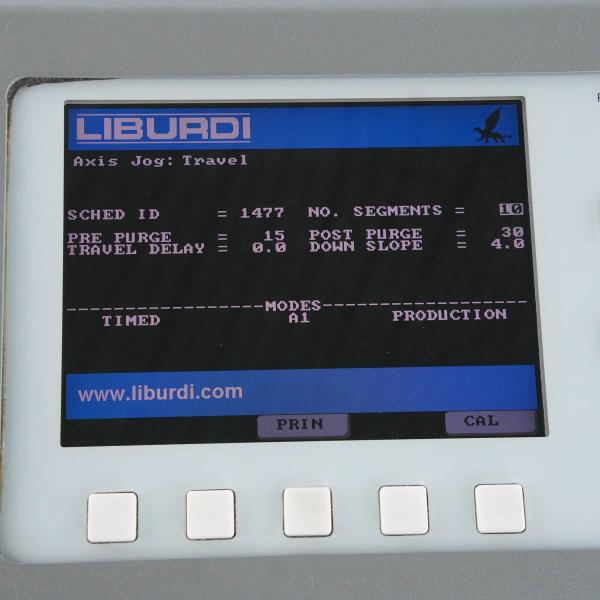 LIBURDI
Axis Jog: Travel
SCHED ID = 1477 NO. SEGMENTS = 10
PRE PURGE = 15 POST PURGE = 30
TRAVEL DELAY = 0.0 DOWN SLOPE = 4.0
MODES
TIMED A1 PRODUCTION
www.liburdi.com
PRIN CAL